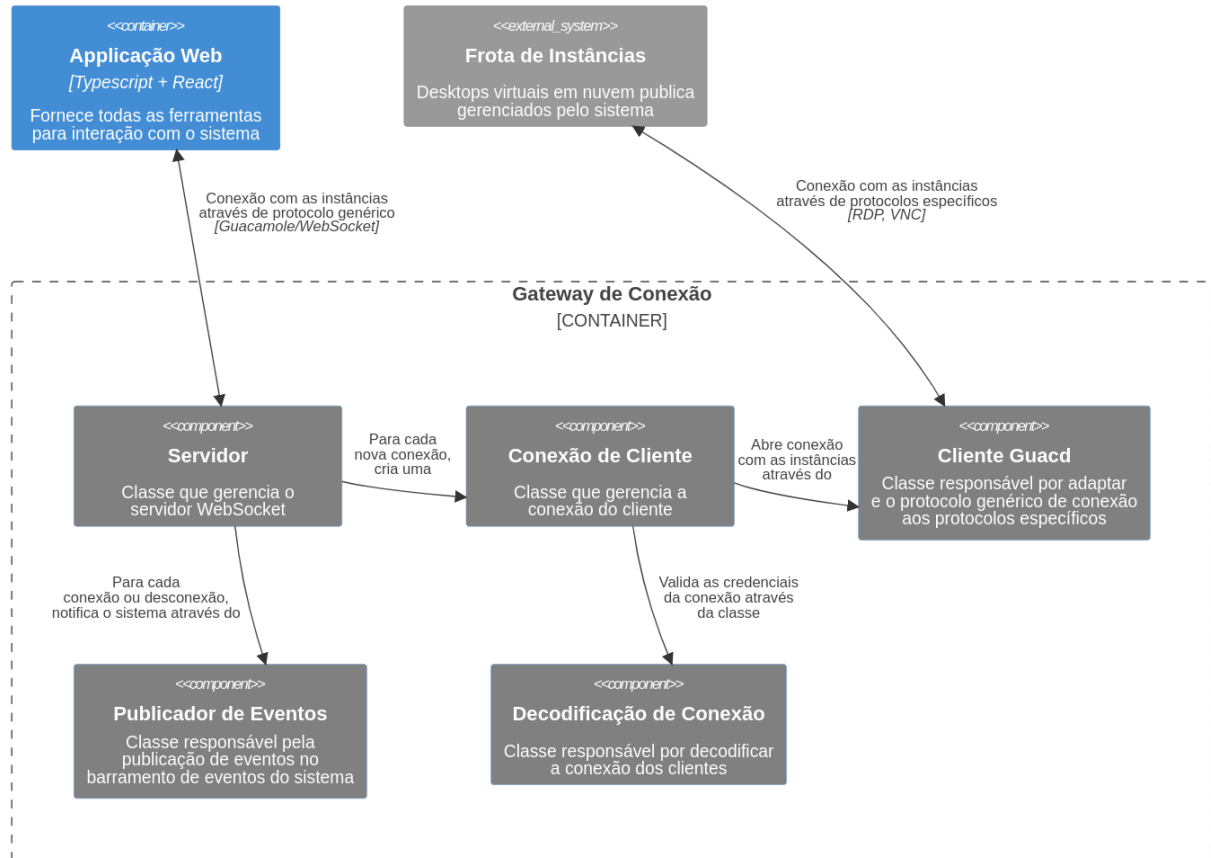 <<container>>
Applicação Web
[Typescript + React]
Fornece todas as ferramentas
para interação com o sistema
<<external_system>>
Frota de Instâncias
Desktops virtuais em nuvem publica
gerenciados pelo sistema
Conexão com as instâncias
através de protocolo genérico
[Guacamole/WebSocket]
Conexão com as instâncias
através de protocolos específicos
[RDP, VNC]
Gateway de Conexão
[CONTAINER]
<<component>>
Servidor
Classe que gerencia o
servidor WebSocket
Para cada
nova conexão,
cria uma
<<component>>
Conexão de Cliente
Classe que gerencia a
conexão do cliente
Abre conexão
com as instâncias
através do
<<component>>
Cliente Guacd
Classe responsável por adaptar
e o protocolo genérico de conexão
aos protocolos específicos
Para cada
conexão ou desconexão,
notifica o sistema através do
Valida as credenciais
da conexão através
da classe
<<component>>
Publicador de Eventos
Classe responsável pela
publicação de eventos no
barramento de eventos do sistema
<<component>>
Decodificação de Conexão
Classe responsável por decodificar
a conexão dos clientes